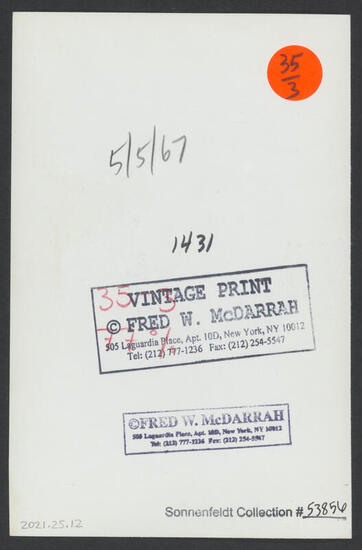 35
3
5/5/67
1431
35 3
VINTAGE PRINT
© FRED W. McDARRAH
505 Laguardia Place, Apt. 10D, New York, NY 10012
Tel: (212) 777-1236 Fax: (212) 254-5547
©FRED W. McDARRAH
505 Laguardia Place, Apt. 10D, New York, NY 10012
Tel: (212) 777-1236 Fax: (212) 254-5547
Sonnenfeldt Collection #53856
2021.25.12